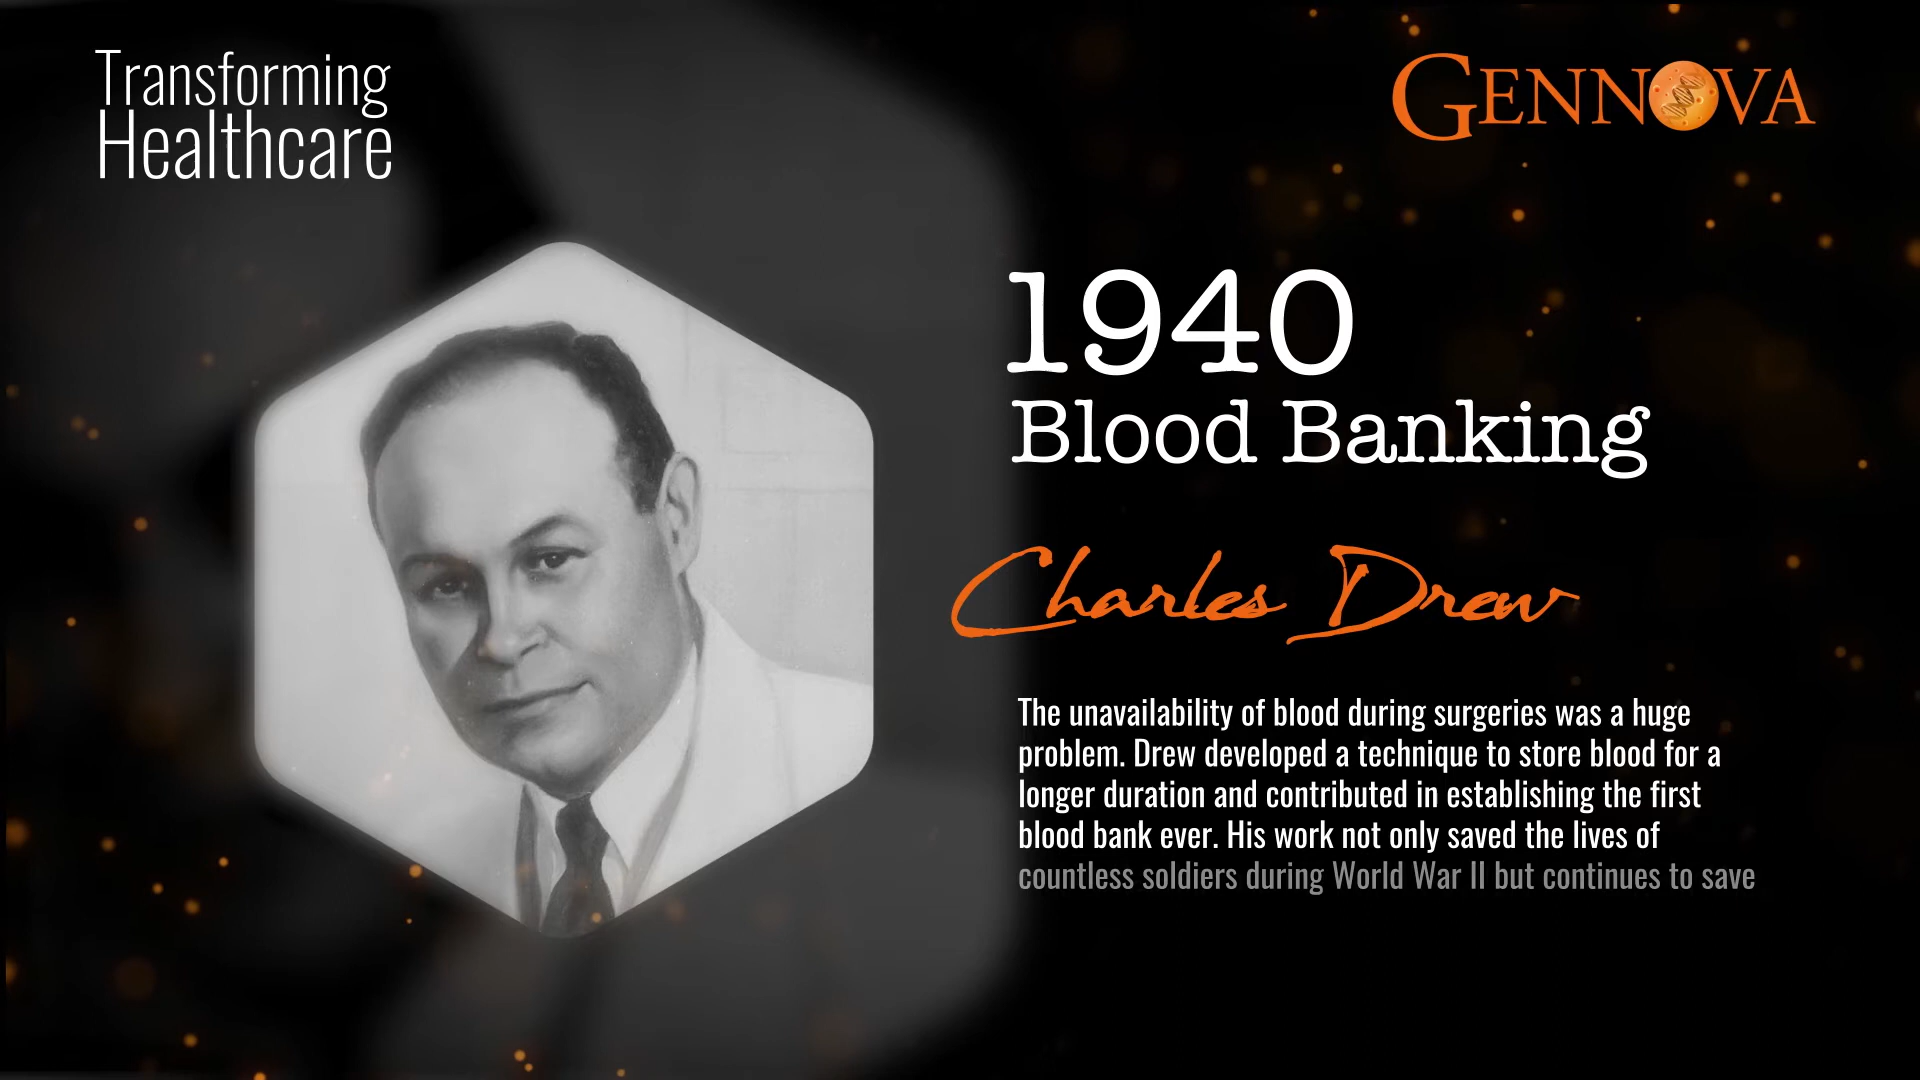 Transforming
Healthcare
GENNOVA
1940
Blood Banking
Charles Drew
The unavailability of blood during surgeries was a huge
problem. Drew developed a technique to store blood for a
longer duration and contributed in establishing the first
blood bank ever. His work not only saved the lives of
countless soldiers during World War II but continues to save